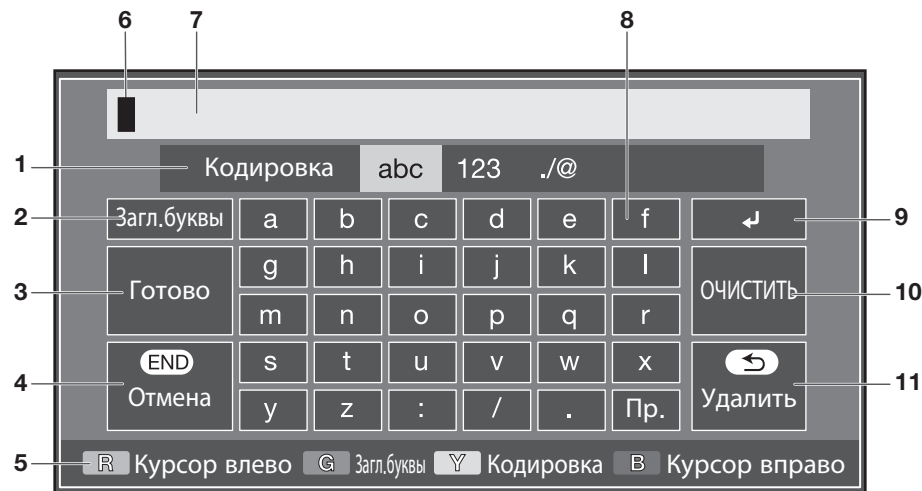 6 7 8
1 Кодировка abc 123 ./@
2 Загл.буквы a b c d e f 9
g h i j k l
3 Готово ОЧИСТИТЬ 10
m n o p q r
END s t u v w x
4 Отмена Удалить 11
y z : / . Пр.
5 R Курсор влево G Загл.буквы Y Кодировка B Курсор вправо